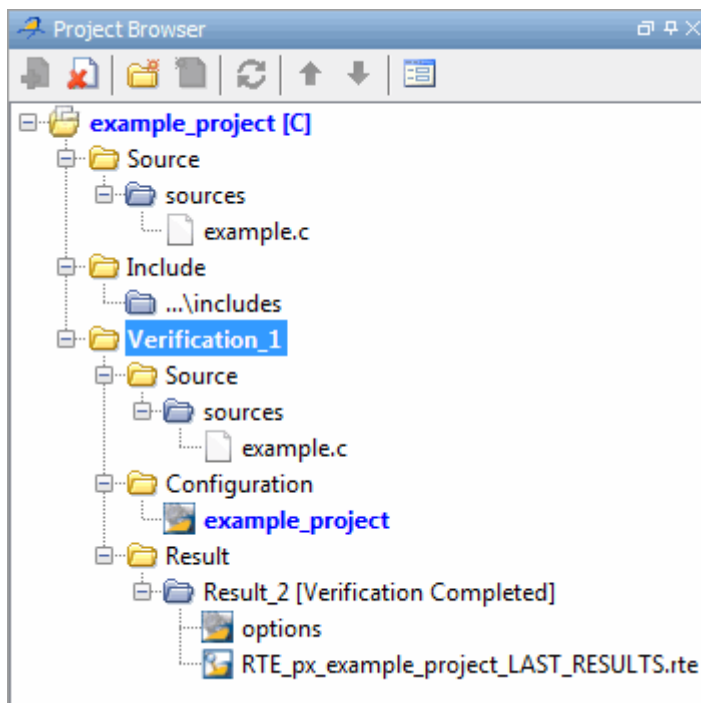 Project Browser
example_project [C]
Source
sources
example.c
Include
...\includes
Verification_1
Source
sources
example.c
Configuration
example_project
Result
Result_2 [Verification Completed]
options
RTE_px_example_project_LAST_RESULTS.rte